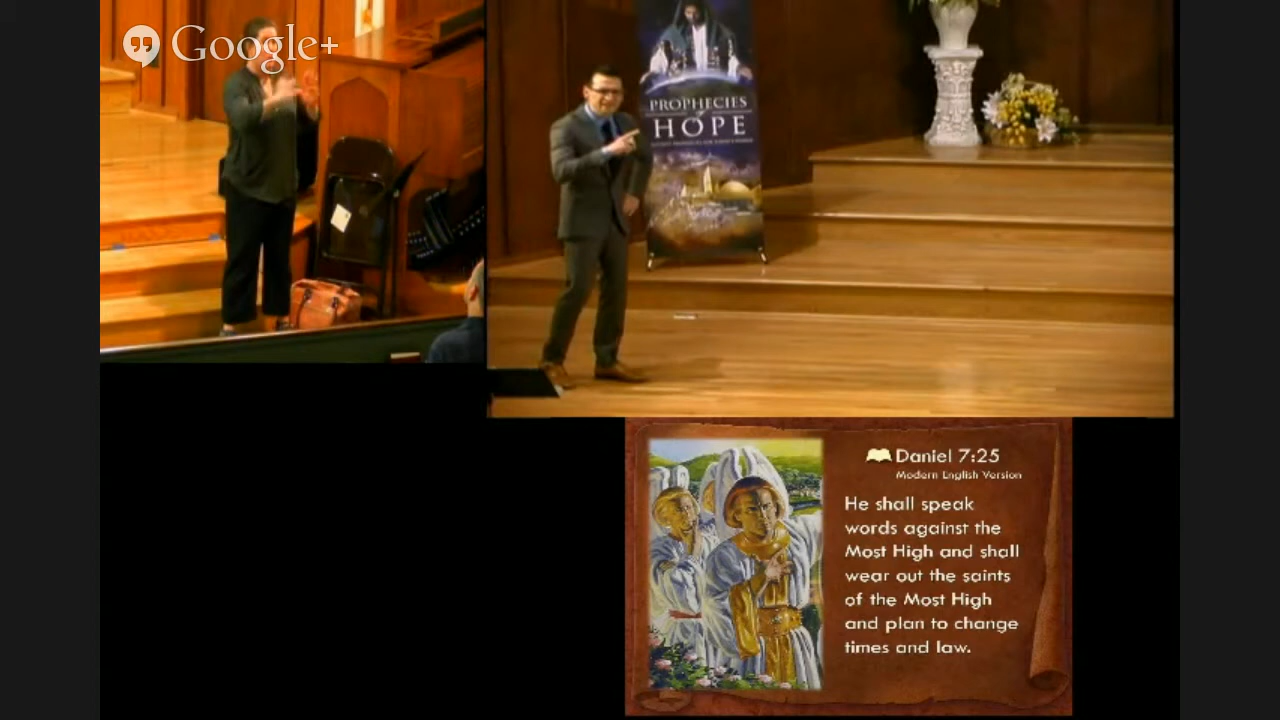 Google+
PROPHECIES
of
HOPE
Daniel 7:25
Modern English Version
He shall speak
words against the
Most High and shall
wear out the saints
of the Most High
and plan to change
times and law.